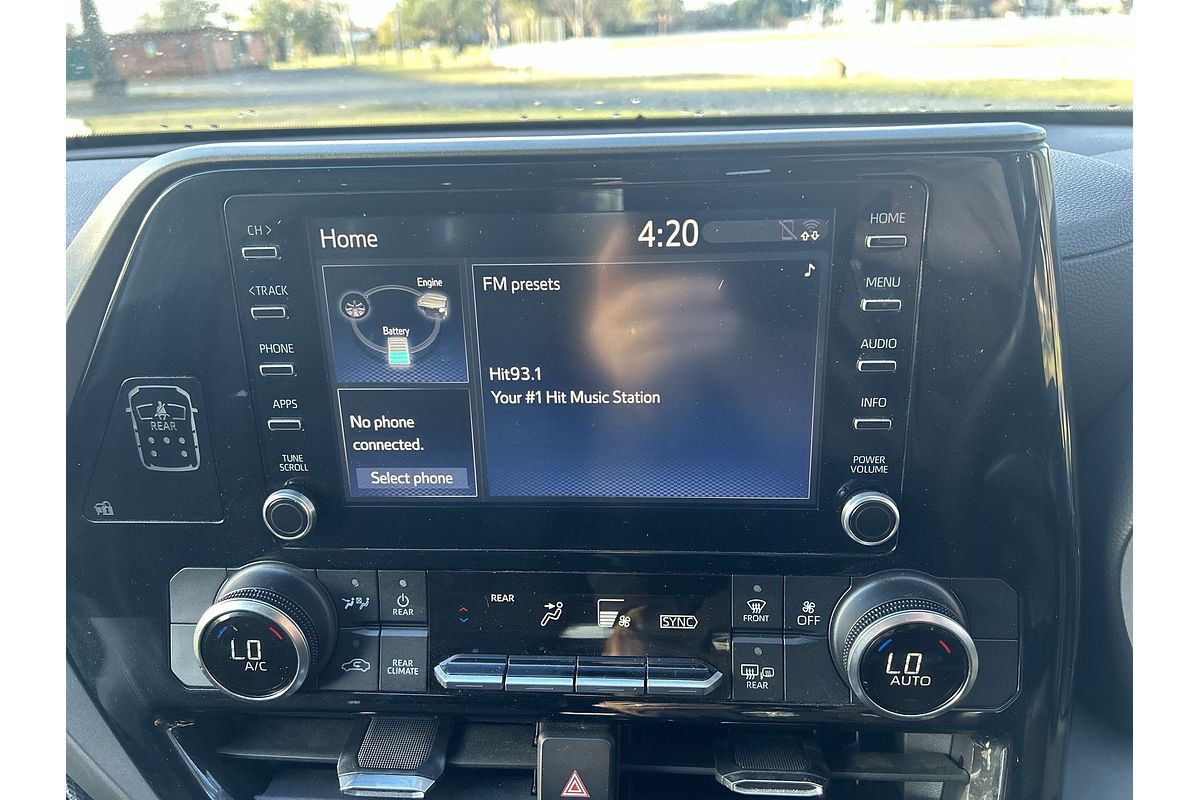 CH >
< TRACK
PHONE
APPS
TUNE
SCROLL
REAR
Home
4:20
Engine
Battery
No phone
connected.
Select phone
FM presets
Hit93.1
Your #1 Hit Music Station
HOME
MENU
AUDIO
INFO
POWER
VOLUME
LO
A/C
REAR
REAR
CLIMATE
REAR
SYNC
FRONT
OFF
REAR
LO
AUTO